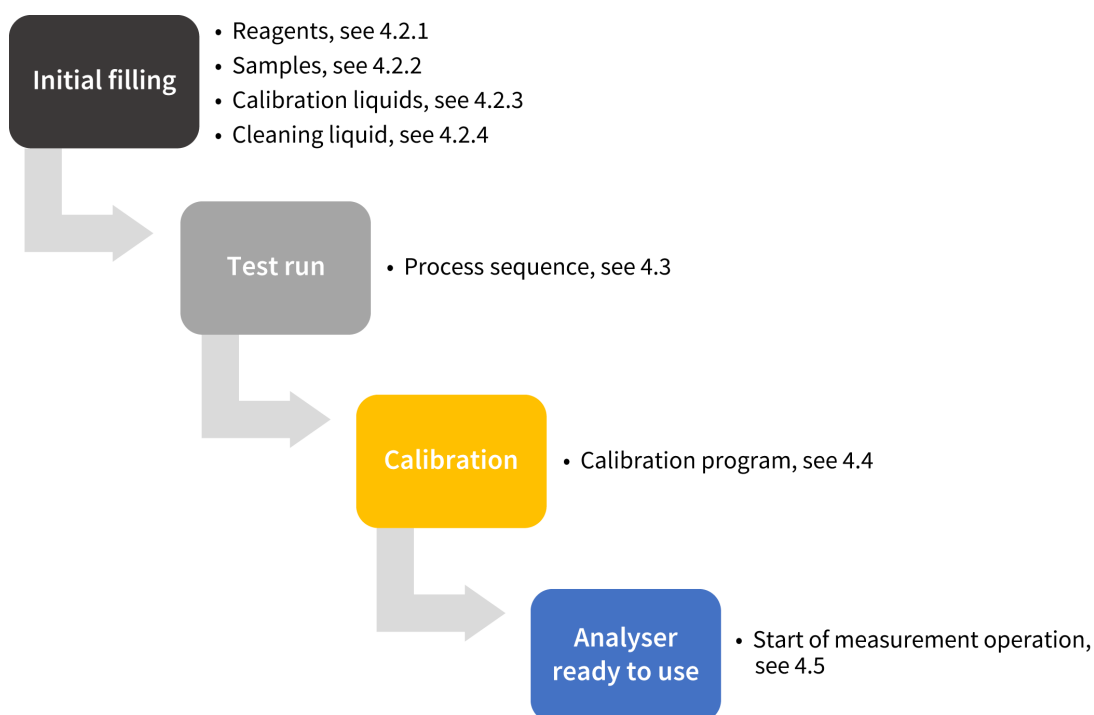 Initial filling
• Reagents, see 4.2.1
• Samples, see 4.2.2
• Calibration liquids, see 4.2.3
• Cleaning liquid, see 4.2.4
Test run
• Process sequence, see 4.3
Calibration
• Calibration program, see 4.4
Analyser
ready to use
• Start of measurement operation,
see 4.5